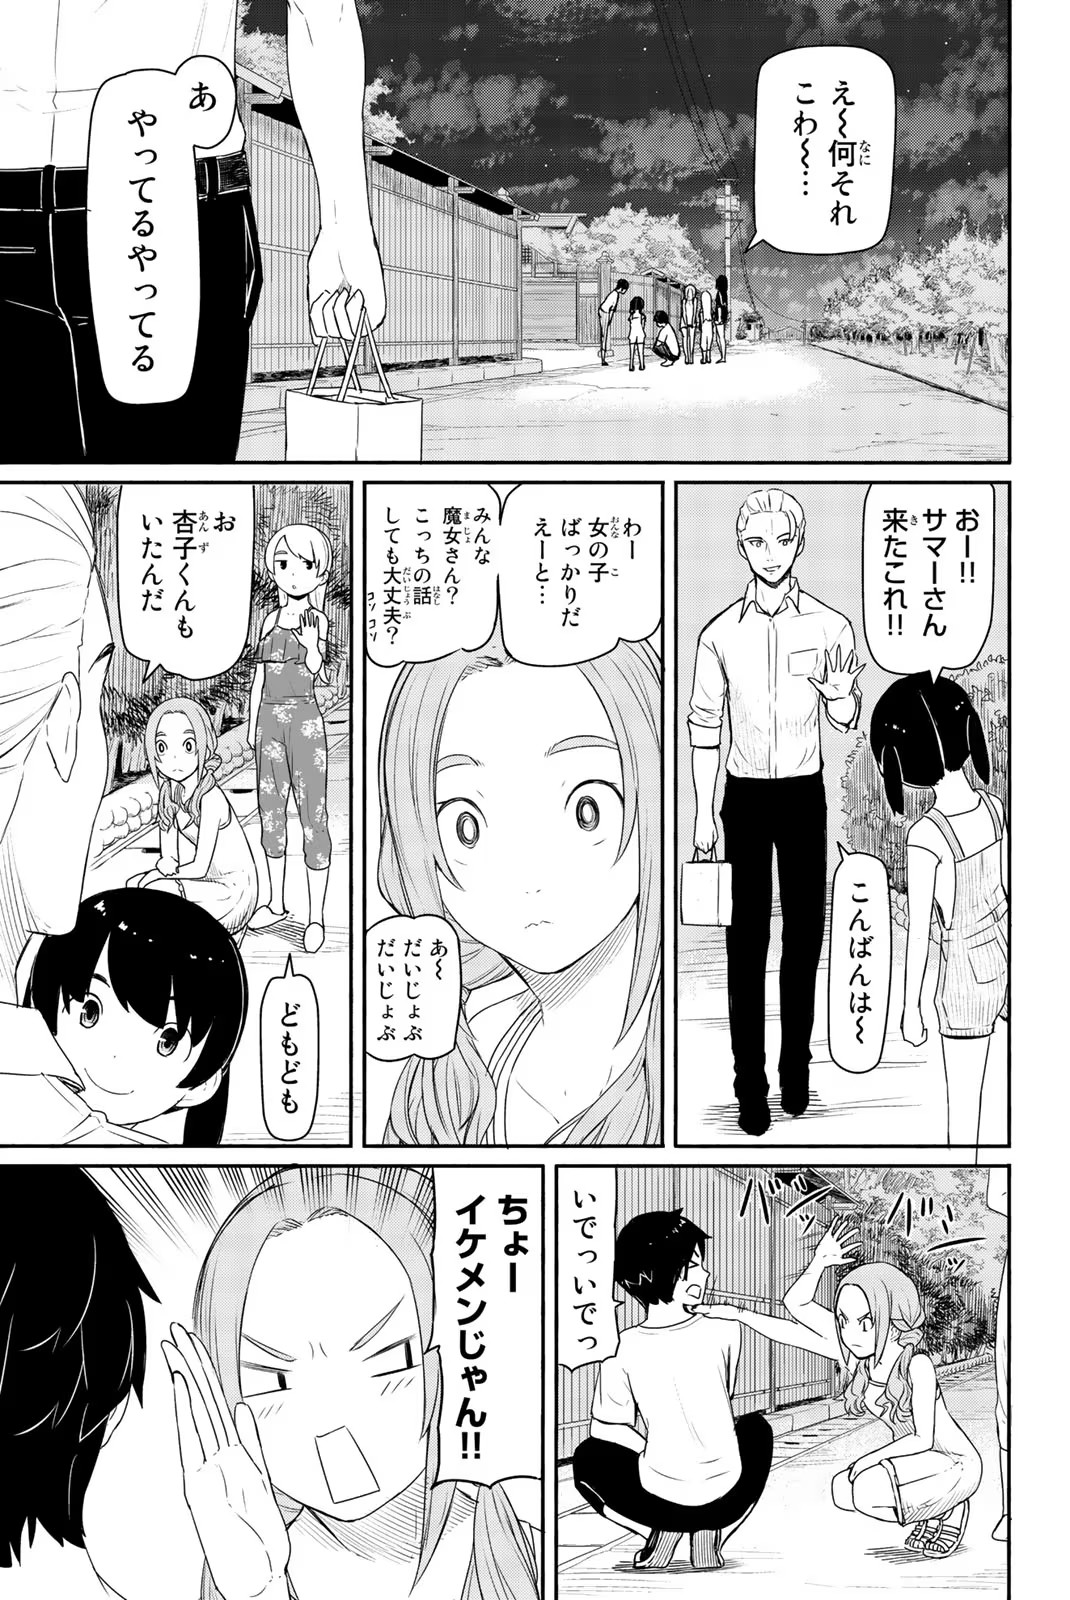 え〜何それ
こわ〜…
あ
やってるやってる
おー!!
サマーさん
来たこれ!!
こんばんは〜
わー
女の子
ばっかりだ
えーと…
みんな
魔女さん?
こっちの話
しても大丈夫?
コソコソ
あ〜
だいじょぶ
だいじょぶ
お
杏子くんも
いたんだ
どもども
バシ
バシ
バシ
いでっいでっ
ちょー
イケメンじゃん!!